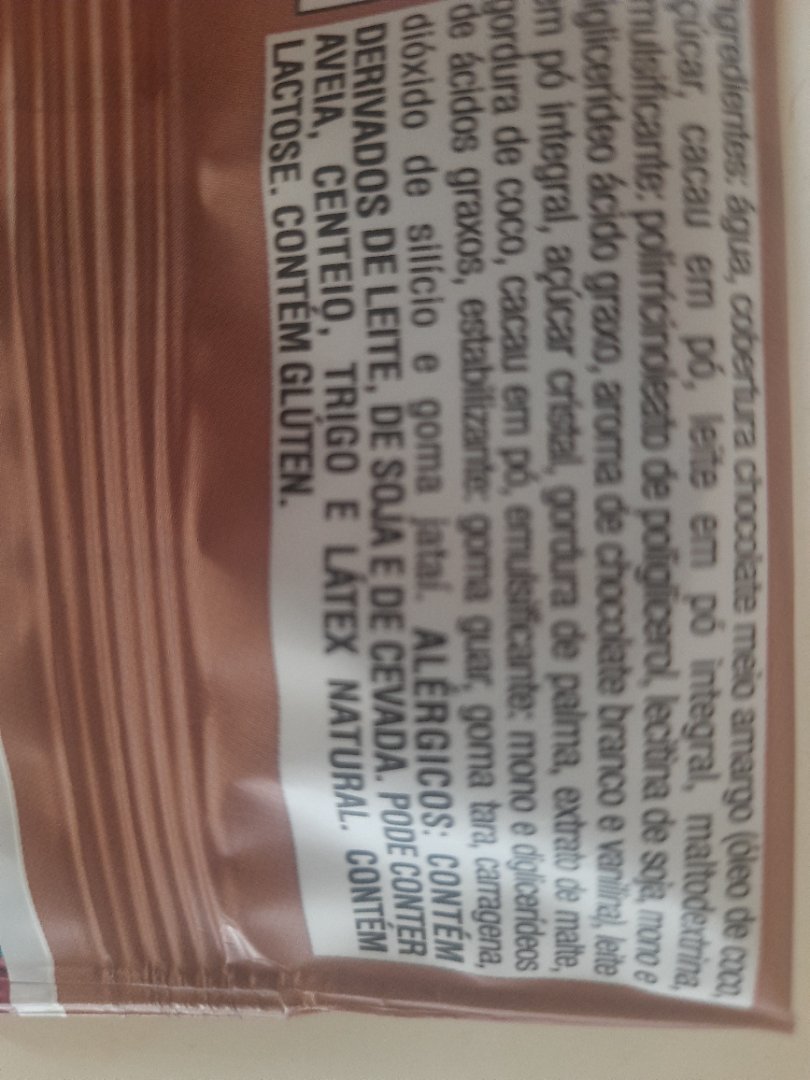 ngredientes: água, cobertura chocolate meio amargo (óleo de coco,
çúcar, cacau em pó, leite em pó integral, maltodextrina,
mulsificante: polirricinoleato de poliglicerol, lecitina de soja, mono e
iglicerídeo ácido graxo, aroma de chocolate branco e vanilina), leite
em pó integral, açúcar cristal, gordura de palma, extrato de malte,
gordura de coco, cacau em pó, emulsificante: mono e diglicerídeos
de ácidos graxos, estabilizante: goma guar, goma tara, carragena,
dióxido de silício e goma jataí. ALÉRGICOS: CONTÉM
DERIVADOS DE LEITE, DE SOJA E DE CEVADA. PODE CONTER
AVEIA, CENTEIO, TRIGO E LÁTEX NATURAL. CONTÉM
LACTOSE. CONTÉM GLÚTEN.